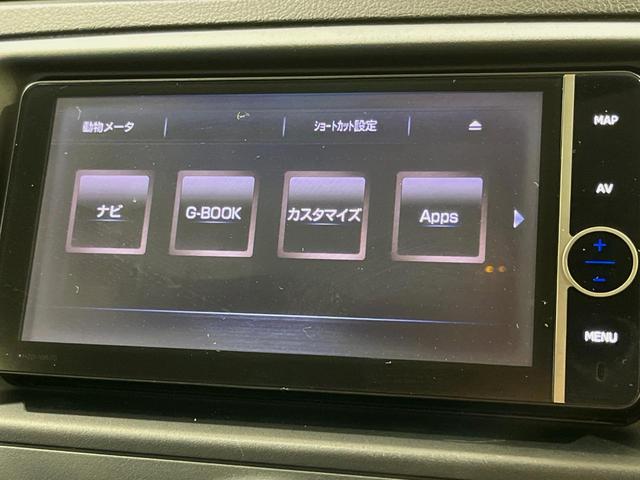 動物メータ
ショートカット設定
ナビ
G-BOOK
カスタマイズ
Apps
MAP
AV
+
−
MENU